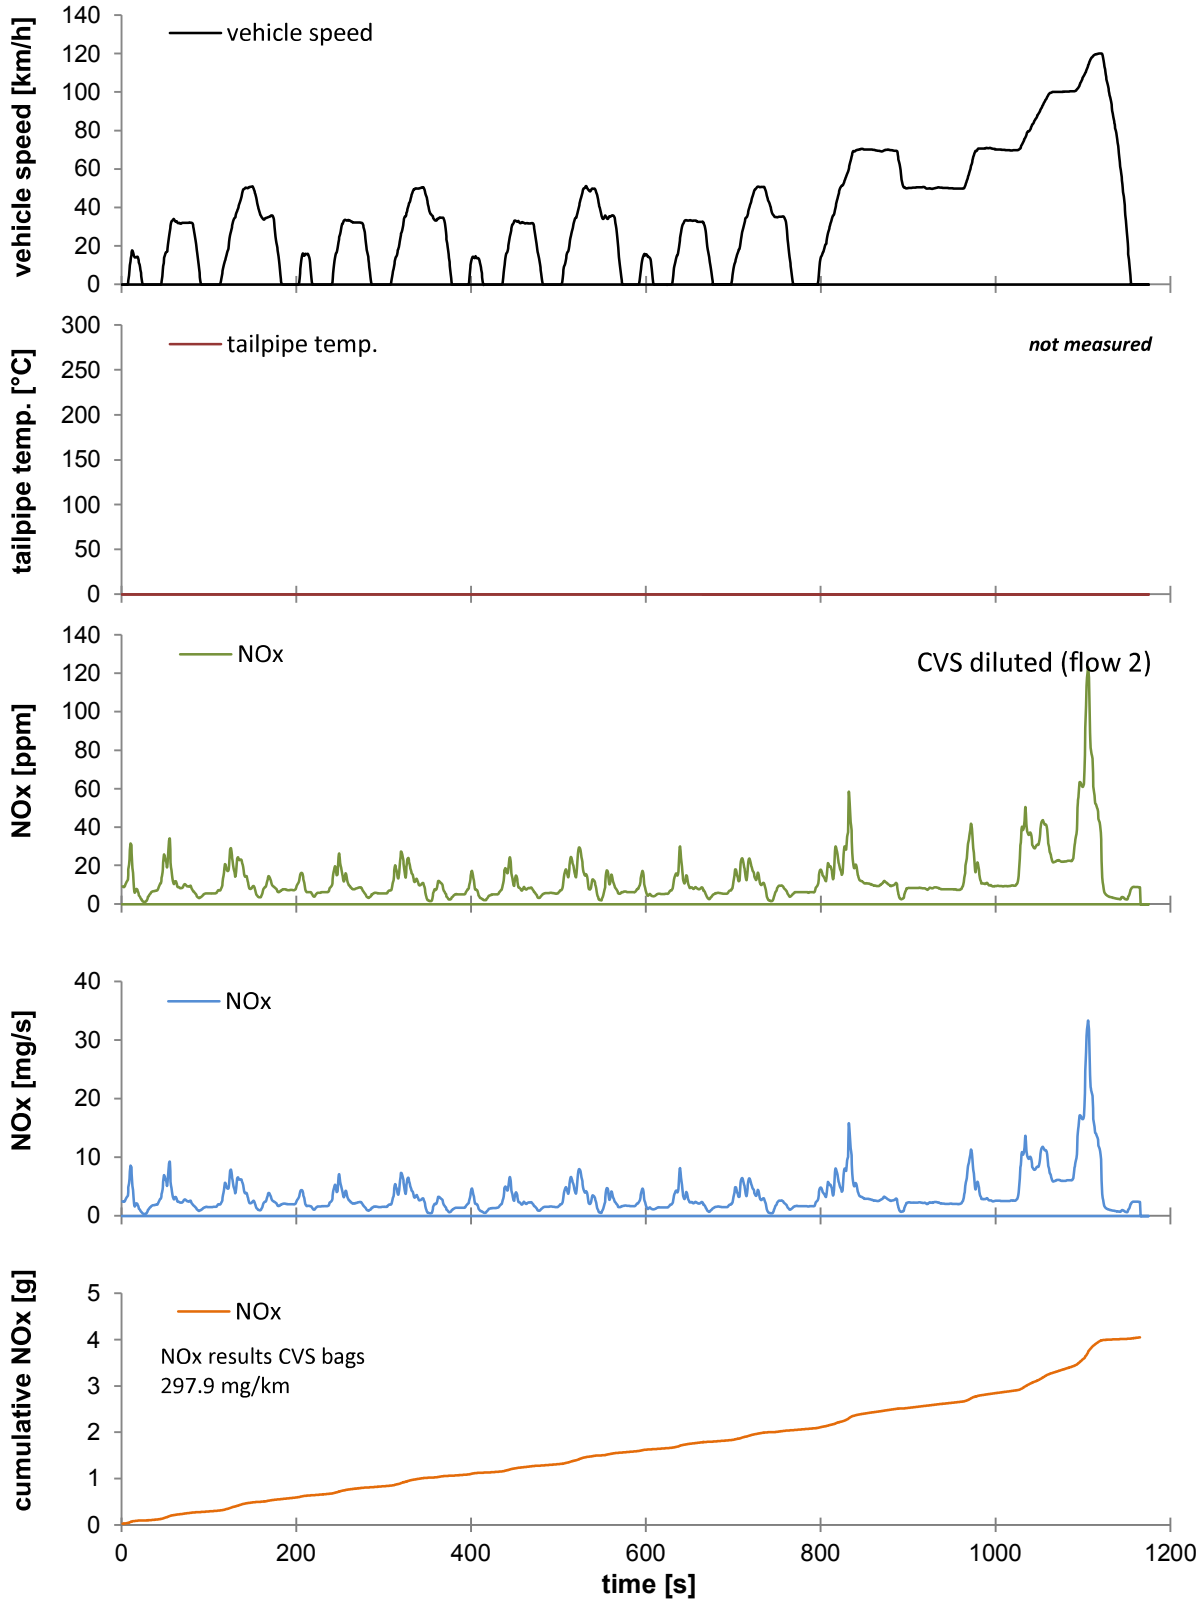 vehicle speed [km/h]
140
120
100
80
60
40
20
0
vehicle speed
tailpipe temp. [°C]
300
250
200
150
100
50
0
tailpipe temp.
not measured
NOx [ppm]
140
120
100
80
60
40
20
0
NOx
CVS diluted (flow 2)
NOx [mg/s]
40
30
20
10
0
NOx
cumulative NOx [g]
5
4
3
2
1
0
NOx
NOx results CVS bags
297.9 mg/km
0 200 400 600 800 1000 1200
time [s]